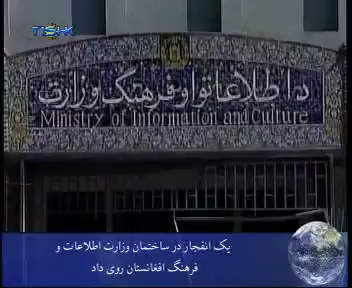 TISHK
د اطلاعاتو او فرهنګ وزارت
Ministry of Information and Culture
یک انفجار در ساختمان وزارت اطلاعات و
فرهنگ افغانستان روی داد